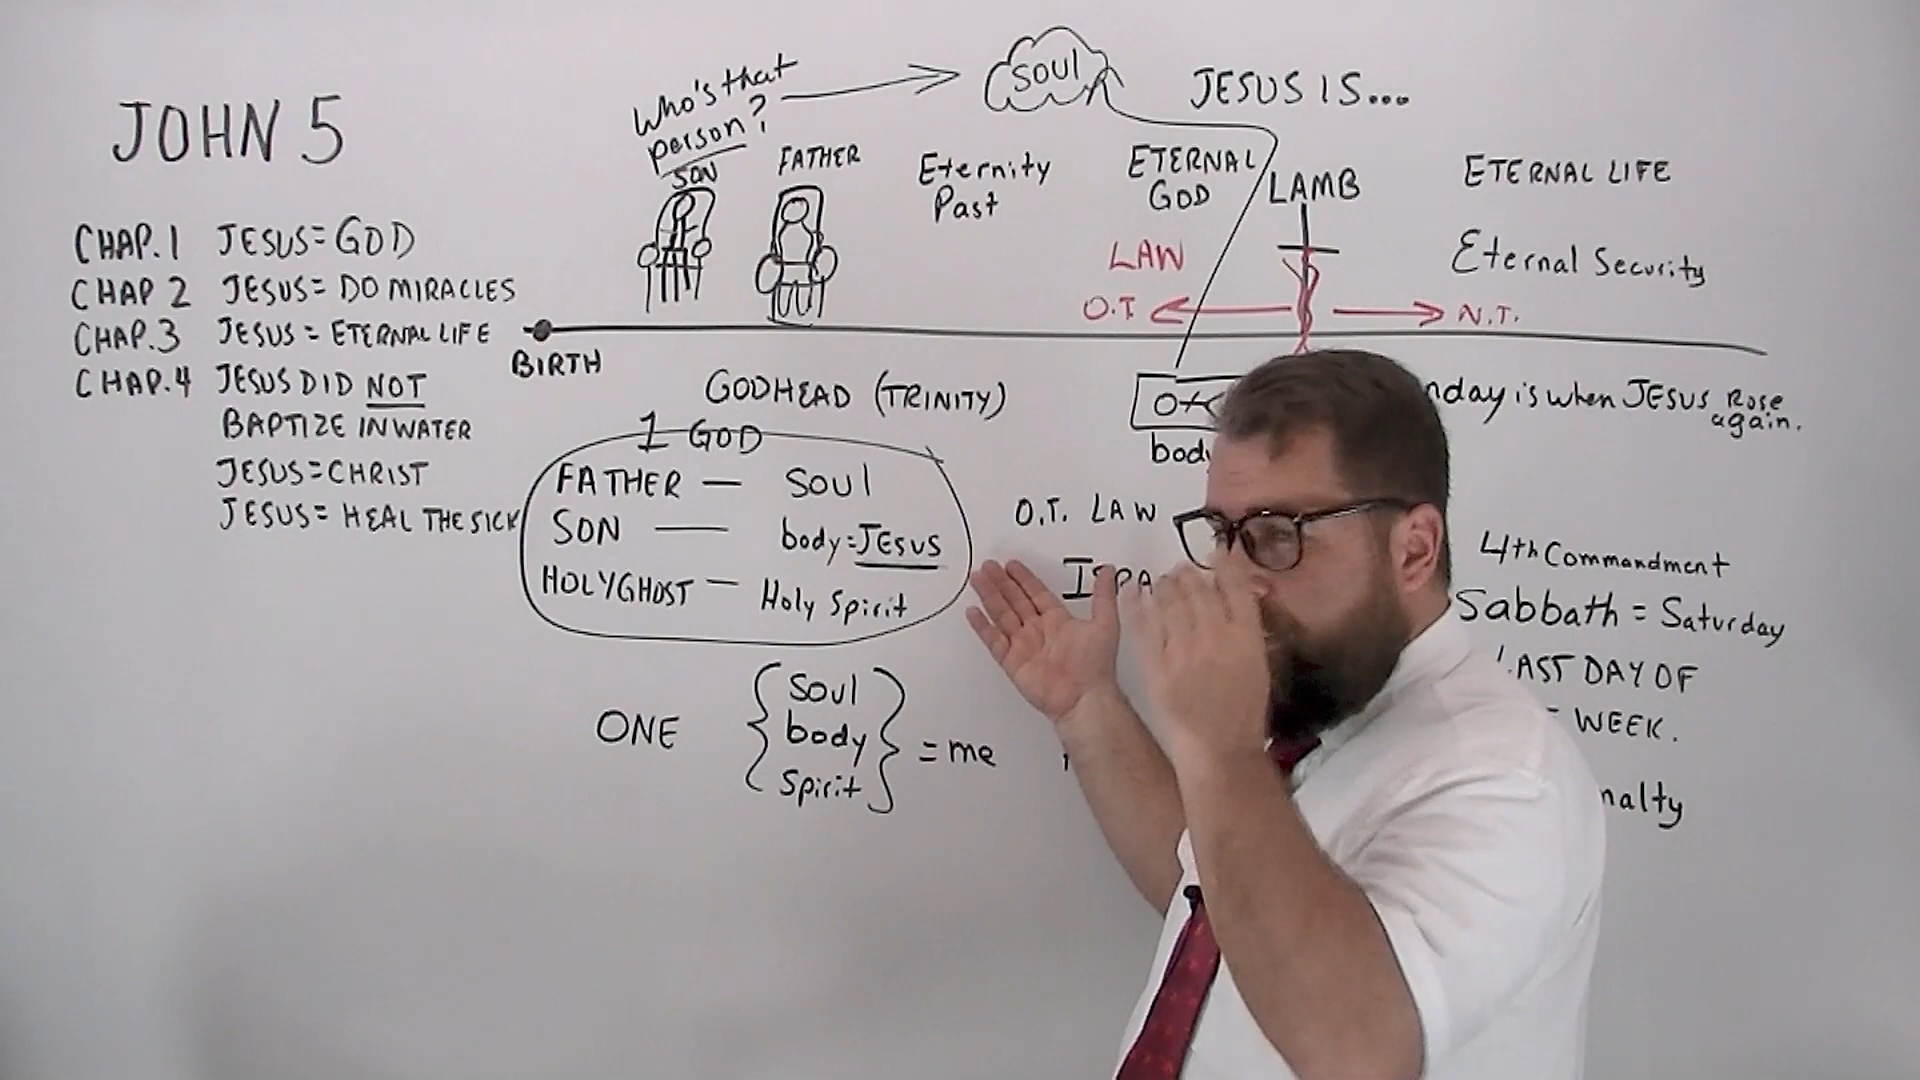 JOHN 5
CHAP. 1 JESUS=GOD
CHAP 2 JESUS= DO MIRACLES
CHAP. 3 JESUS = ETERNAL LIFE
CHAP. 4 JESUS DID NOT
BAPTIZE IN WATER
JESUS=CHRIST
JESUS= HEAL THE SICK
Who's that
person?
SON
FATHER
Eternity
Past
soul
JESUS IS...
ETERNAL
GOD
LAMB
ETERNAL LIFE
LAW
Eternal Security
O.T.
N.T.
BIRTH
GODHEAD (TRINITY)
1 GOD
FATHER — Soul
SON — body=JESUS
HOLYGHOST — Holy Spirit
ONE
Soul
body
Spirit
= me
body
is when JESUS Rose
again.
O.T. LAW
4th Commandment
Sabbath = Saturday
DAY OF
WEEK.